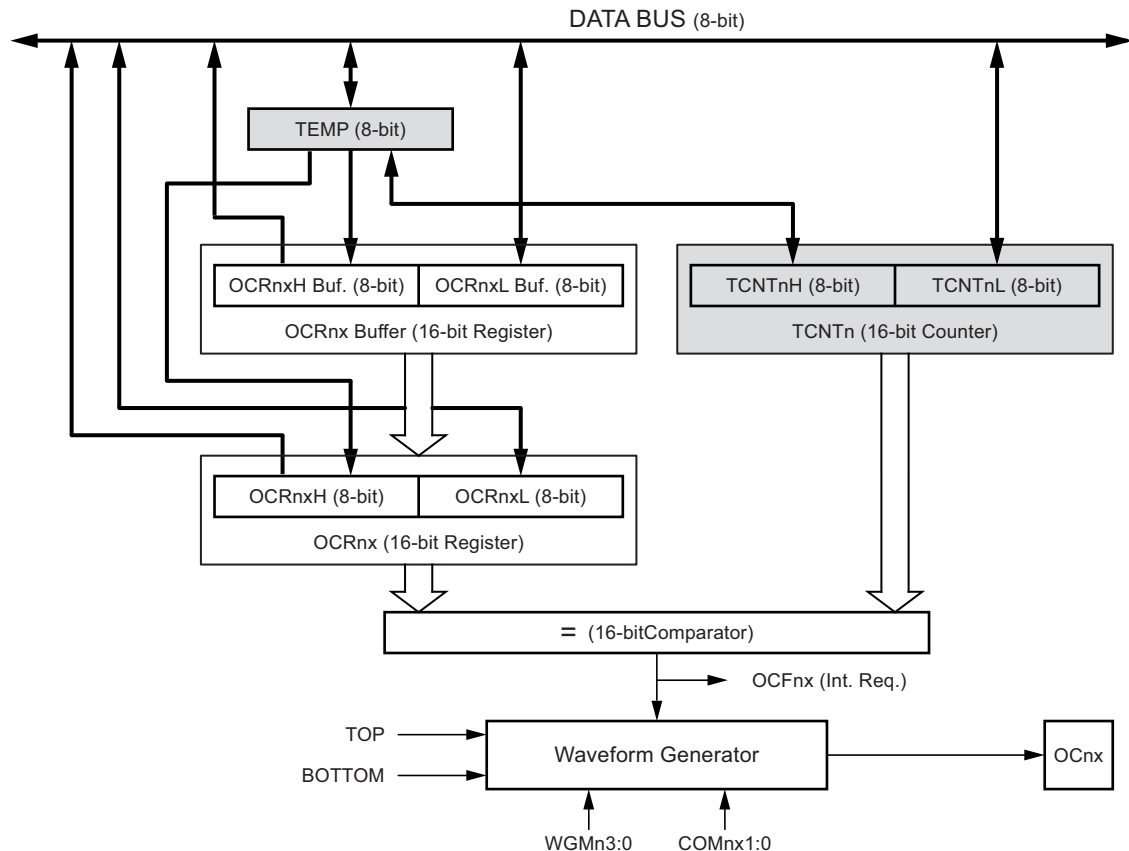 DATA BUS (8-bit)
TEMP (8-bit)
OCRnxH Buf. (8-bit)
OCRnxL Buf. (8-bit)
TCNTnH (8-bit)
TCNTnL (8-bit)
OCRnx Buffer (16-bit Register)
TCNTn (16-bit Counter)
OCRnxH (8-bit)
OCRnxL (8-bit)
OCRnx (16-bit Register)
= (16-bitComparator)
OCFnx (Int. Req.)
TOP
BOTTOM
Waveform Generator
OCnx
WGMn3:0
COMnx1:0